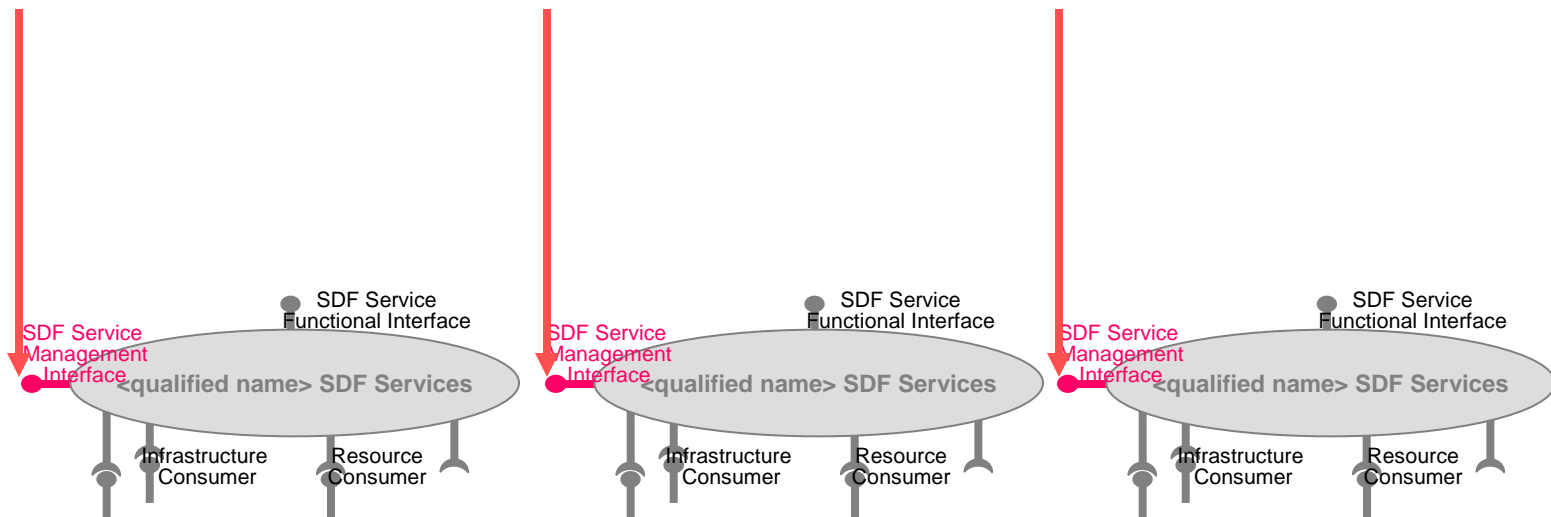 SDF Service
Functional Interface
SDF Service
Management
Interface
<qualified name> SDF Services
Infrastructure
Consumer
Resource
Consumer
SDF Service
Functional Interface
SDF Service
Management
Interface
<qualified name> SDF Services
Infrastructure
Consumer
Resource
Consumer
SDF Service
Functional Interface
SDF Service
Management
Interface
<qualified name> SDF Services
Infrastructure
Consumer
Resource
Consumer